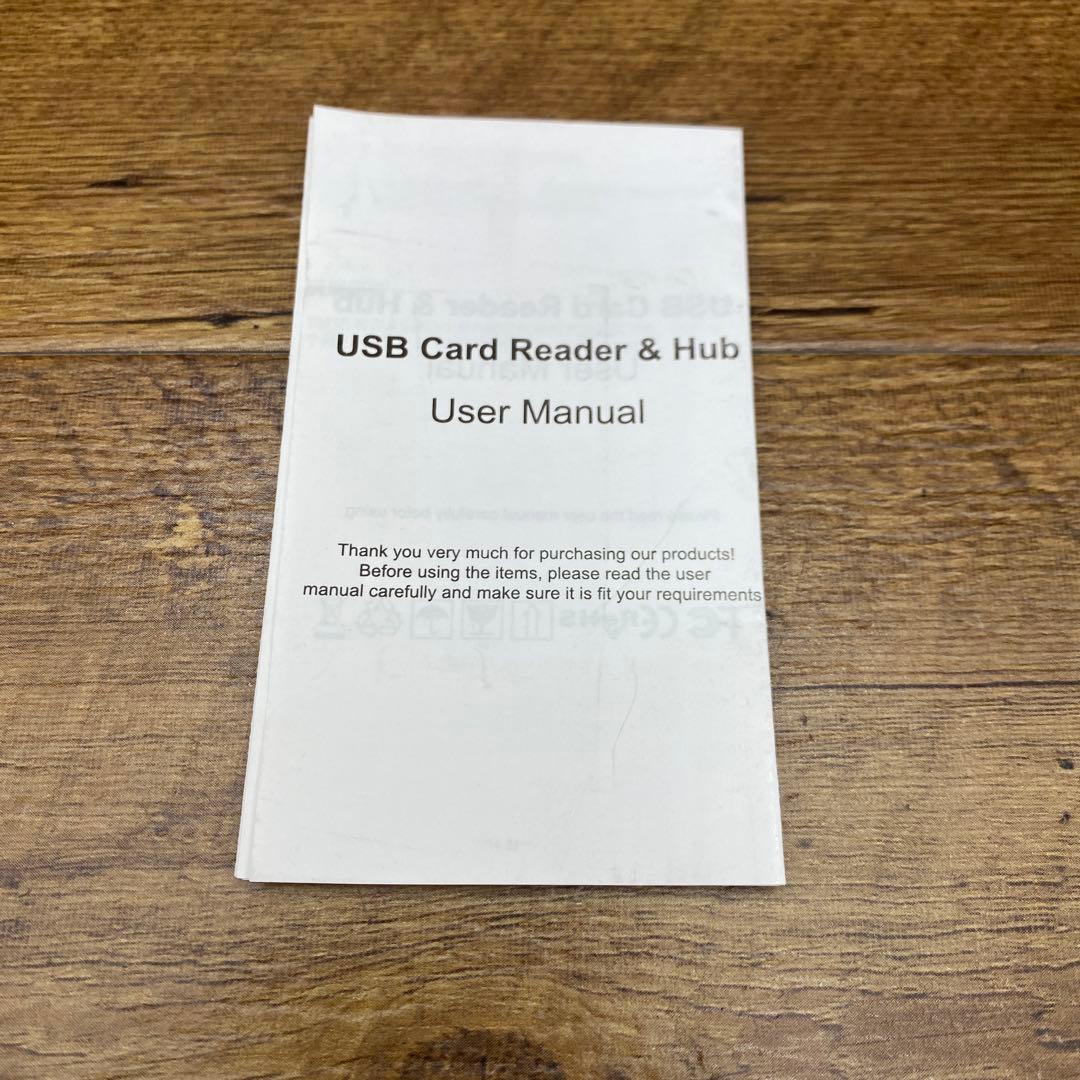 USB Card Reader & Hub
User Manual
Thank you very much for purchasing our products!
Before using the items, please read the user
manual carefully and make sure it is fit your requirements